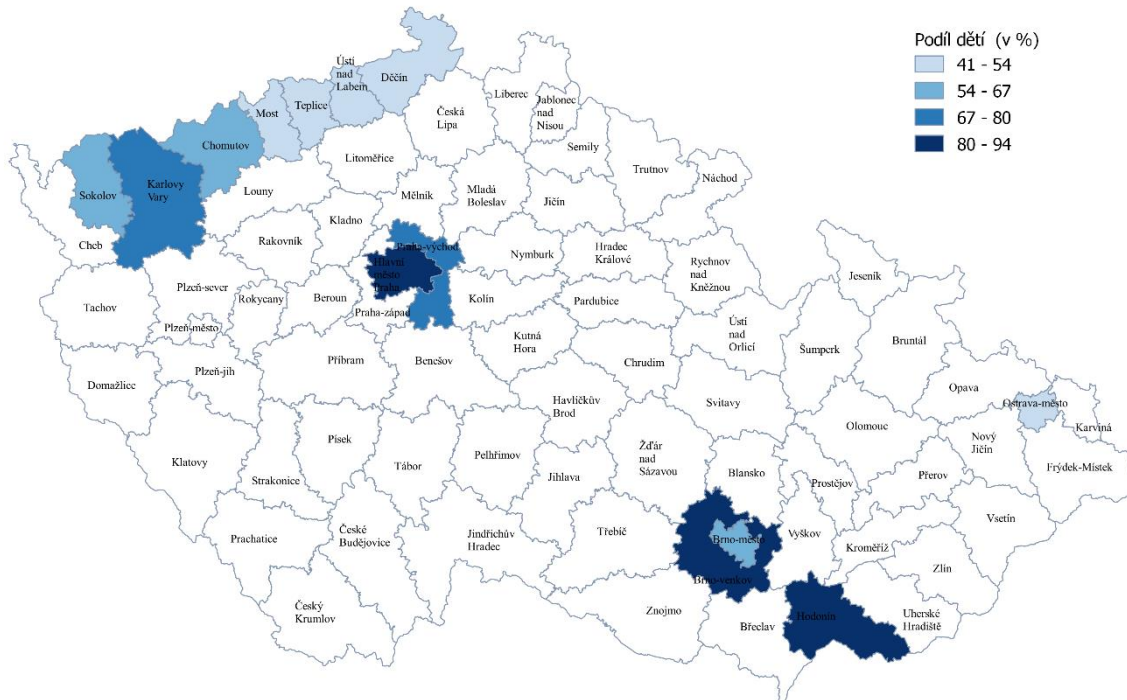 Podíl dětí (v %)
41 - 54
54 - 67
67 - 80
80 - 94
Ústí
nad
Labem
Děčín
Most
Teplice
Liberec
Jablonec
nad
Nisou
Česká
Lípa
Chomutov
Semily
Trutnov
Litoměřice
Náchod
Karlovy
Vary
Sokolov
Louny
Mělník
Mladá
Boleslav
Jičín
Kladno
Cheb
Rakovník
Praha-východ
Nymburk
Hradec
Králové
Rychnov
nad
Kněžnou
Hlavní
město
Praha
Jeseník
Plzeň-sever
Rokycany
Beroun
Kolín
Pardubice
Tachov
Praha-západ
Plzeň-město
Kutná
Hora
Ústí
nad
Orlicí
Šumperk
Bruntál
Příbram
Benešov
Chrudim
Plzeň-jih
Domažlice
Opava
Havlíčkův
Brod
Svitavy
Ostrava-město
Olomouc
Karviná
Písek
Nový
Jičín
Klatovy
Tábor
Pelhřimov
Žďár
nad
Sázavou
Blansko
Frýdek-Místek
Strakonice
Jihlava
Prostějov
Přerov
Vsetín
České
Budějovice
Prachatice
Jindřichův
Hradec
Třebíč
Brno-město
Vyškov
Kroměříž
Zlín
Brno-venkov
Český
Krumlov
Znojmo
Hodonín
Uherské
Hradiště
Břeclav